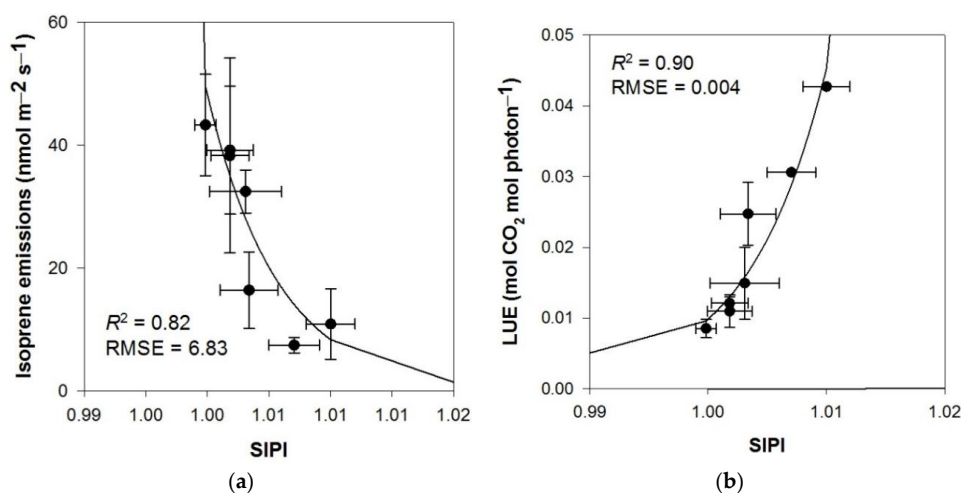 60
40
20
0
Isoprene emissions (nmol m⁻² s⁻¹)
R² = 0.82
RMSE = 6.83
0.99 1.00 1.00 1.01 1.01 1.01 1.02
SIPI
(a)
0.05
0.04
0.03
0.02
0.01
0.00
LUE (mol CO₂ mol photon⁻¹)
R² = 0.90
RMSE = 0.004
0.99 1.00 1.01 1.02
SIPI
(b)